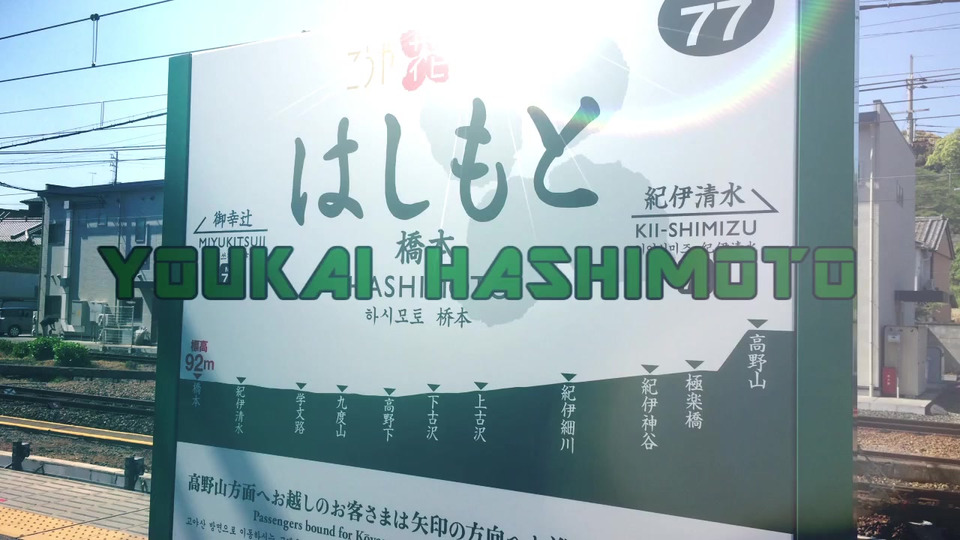 77
こうや
はしもと
御幸辻
MIYUKITSUJI
紀伊清水
KII-SHIMIZU
橋本
YOUKAI HASHIMOTO
하시모토 桥本
標高
92m
橋本
紀伊清水
学文路
九度山
高野下
下古沢
上古沢
紀伊細川
紀伊神谷
極楽橋
高野山
高野山方面へお越しのお客さまは矢印の方向へお
Passengers bound for